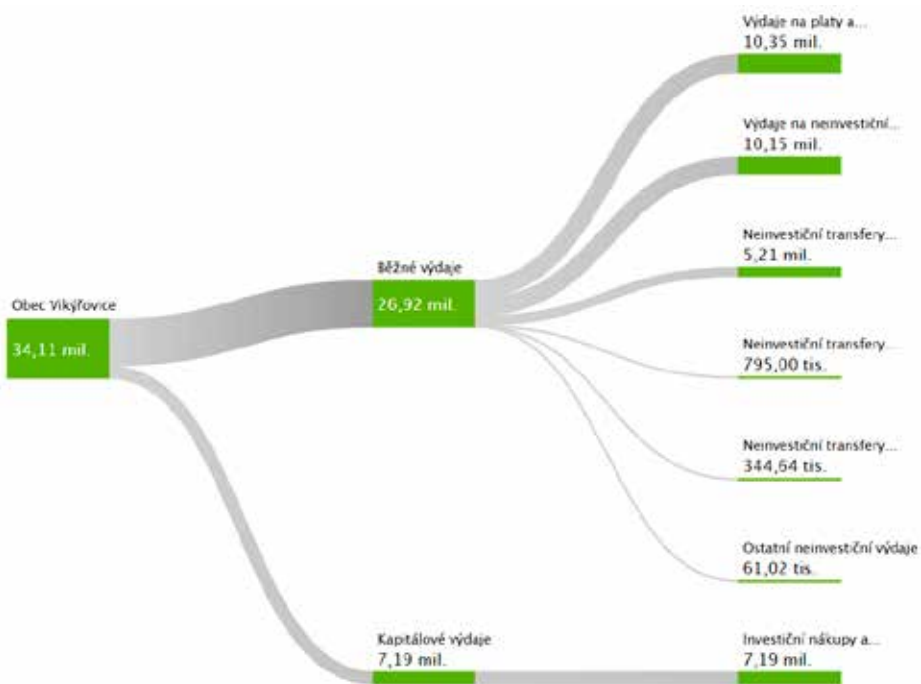 Výdaje na platy a...
10,35 mil.
Výdaje na neinvestiční...
10,15 mil.
Neinvestiční transfery...
5,21 mil.
Běžné výdaje
26,92 mil.
Obec Vikýřovice
34,11 mil.
Neinvestiční transfery...
795,00 tis.
Neinvestiční transfery...
344,64 tis.
Ostatní neinvestiční výdaje
61,02 tis.
Kapitálové výdaje
7,19 mil.
Investiční nákupy a...
7,19 mil.